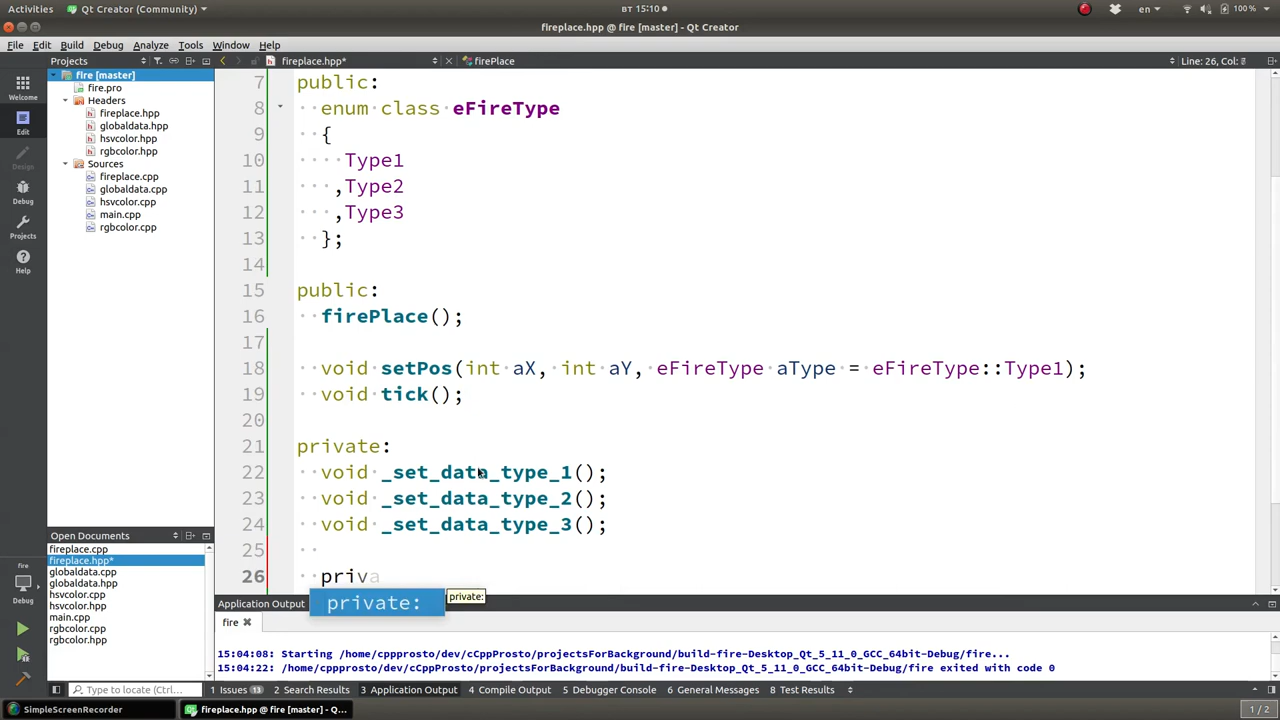 Activities Qt Creator (Community) ВТ 15:10 en 100 %
fireplace.hpp @ fire [master] - Qt Creator
File Edit Build Debug Analyze Tools Window Help
Projects fireplace.hpp* firePlace Line: 26, Col: 8
fire [master]
fire.pro
Headers
fireplace.hpp
globaldata.hpp
hsvcolor.hpp
rgbcolor.hpp
Sources
fireplace.cpp
globaldata.cpp
hsvcolor.cpp
main.cpp
rgbcolor.cpp
Welcome
Edit
Design
Debug
Projects
Help
fire
Debug
Open Documents
fireplace.cpp
fireplace.hpp*
globaldata.cpp
globaldata.hpp
hsvcolor.cpp
hsvcolor.hpp
main.cpp
rgbcolor.cpp
rgbcolor.hpp
7 public:
8 enum class eFireType
9 {
10 Type1
11 ,Type2
12 ,Type3
13 };
14
15 public:
16 firePlace();
17
18 void setPos(int aX, int aY, eFireType aType = eFireType::Type1);
19 void tick();
20
21 private:
22 void _set_data_type_1();
23 void _set_data_type_2();
24 void _set_data_type_3();
25
26 priva
private: private:
Application Output
fire
15:04:08: Starting /home/cppprosto/dev/cCppProsto/projectsForBackground/build-fire-Desktop_Qt_5_11_0_GCC_64bit-Debug/fire...
15:04:22: /home/cppprosto/dev/cCppProsto/projectsForBackground/build-fire-Desktop_Qt_5_11_0_GCC_64bit-Debug/fire exited with code 0
Type to locate (Ctrl... 1 Issues 13 2 Search Results 3 Application Output 4 Compile Output 5 Debugger Console 6 General Messages 8 Test Results
SimpleScreenRecorder fireplace.hpp @ fire [master] - Q... 1 / 2